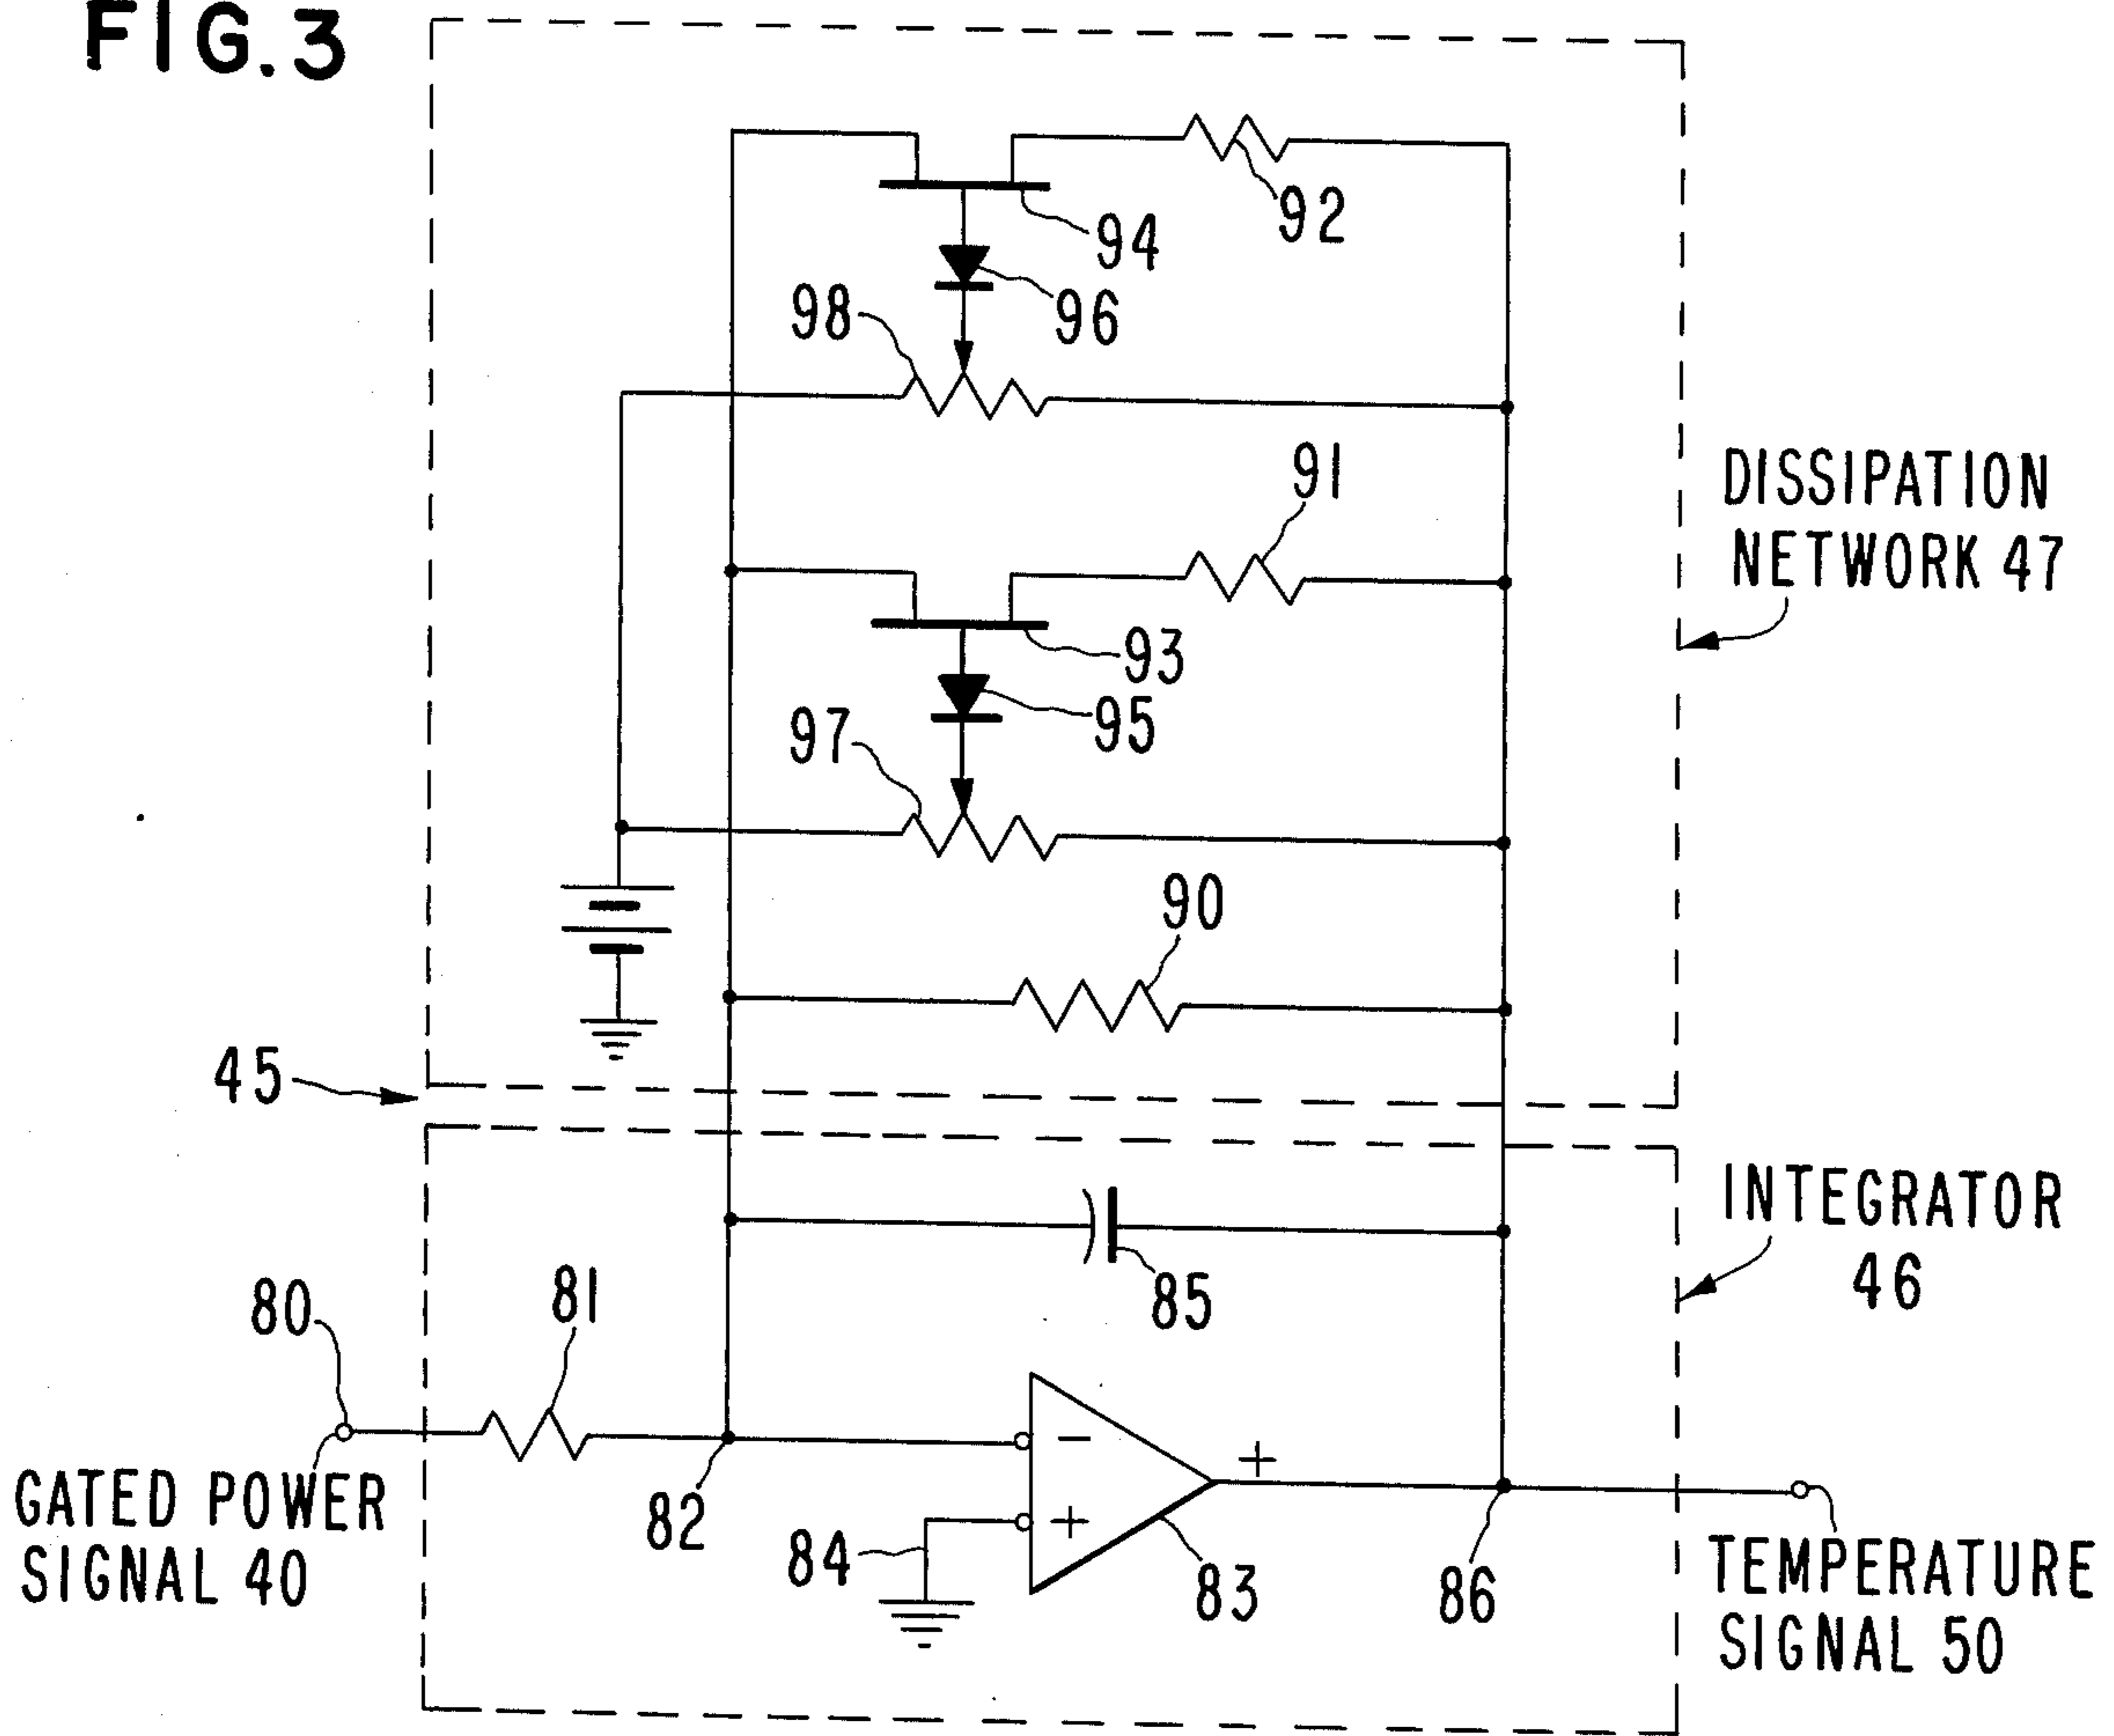 FIG.3
92
94
96
98
91
DISSIPATION
NETWORK 47
93
95
97
90
45
INTEGRATOR
46
85
81
80
−
+
+
82
84
83
86
GATED POWER
SIGNAL 40
TEMPERATURE
SIGNAL 50